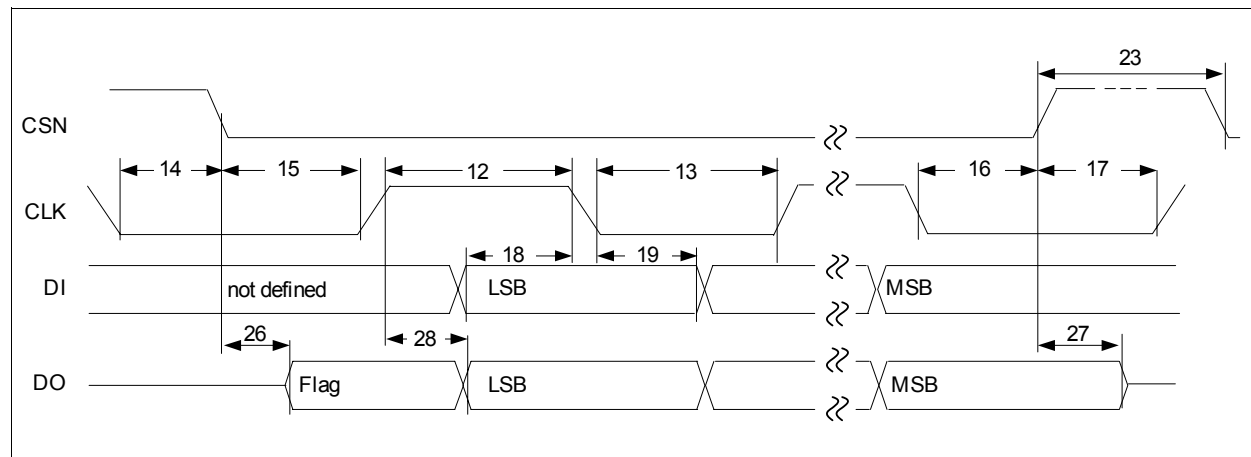 23
CSN
14 15 12 13 16 17
CLK
18 19
DI not defined LSB MSB
26 28 27
DO Flag LSB MSB